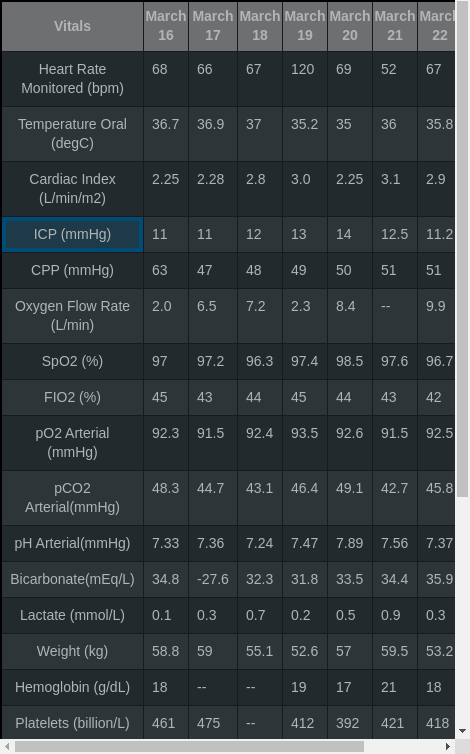 Vitals March 16 March 17 March 18 March 19 March 20 March 21 March 22
Heart Rate Monitored (bpm) 68 66 67 120 69 52 67
Temperature Oral (degC) 36.7 36.9 37 35.2 35 36 35.8
Cardiac Index (L/min/m2) 2.25 2.28 2.8 3.0 2.25 3.1 2.9
ICP (mmHg) 11 11 12 13 14 12.5 11.2
CPP (mmHg) 63 47 48 49 50 51 51
Oxygen Flow Rate (L/min) 2.0 6.5 7.2 2.3 8.4 -- 9.9
SpO2 (%) 97 97.2 96.3 97.4 98.5 97.6 96.7
FIO2 (%) 45 43 44 45 44 43 42
pO2 Arterial (mmHg) 92.3 91.5 92.4 93.5 92.6 91.5 92.5
pCO2 Arterial(mmHg) 48.3 44.7 43.1 46.4 49.1 42.7 45.8
pH Arterial(mmHg) 7.33 7.36 7.24 7.47 7.89 7.56 7.37
Bicarbonate(mEq/L) 34.8 -27.6 32.3 31.8 33.5 34.4 35.9
Lactate (mmol/L) 0.1 0.3 0.7 0.2 0.5 0.9 0.3
Weight (kg) 58.8 59 55.1 52.6 57 59.5 53.2
Hemoglobin (g/dL) 18 -- -- 19 17 21 18
Platelets (billion/L) 461 475 -- 412 392 421 418